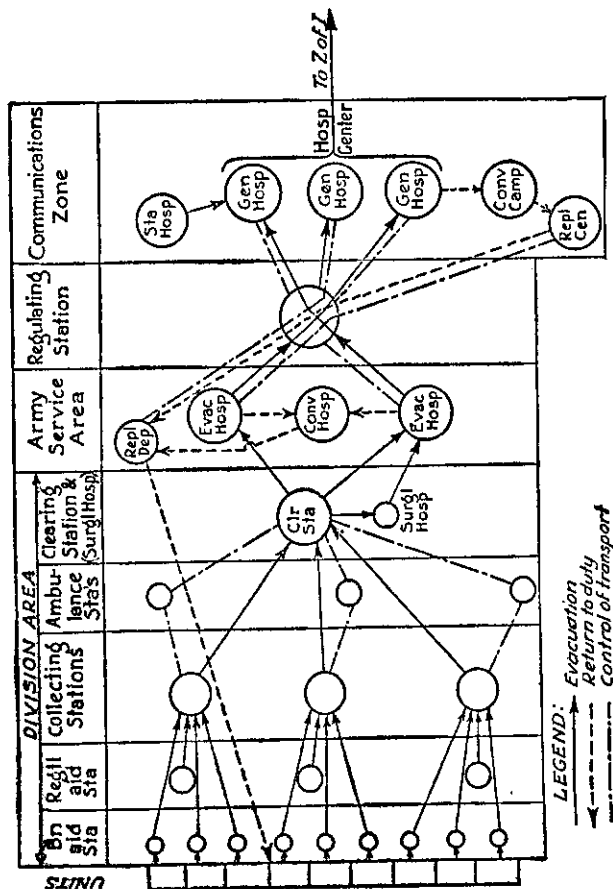 UNITS
DIVISION AREA
Bn
aid
Sta
Regtl
aid
Sta
Collecting
Stations
Ambu-
lance
Sta's
Clearing
Station &
(Surgl Hosp)
Army
Service
Area
Regulating
Station
Communications
Zone
Clr
Sta
Surgl
Hosp
Repl
Dep
Evac
Hosp
Conv
Hosp
Evac
Hosp
Sta
Hosp
Gen
Hosp
Gen
Hosp
Gen
Hosp
Hosp
Center
Conv
Camp
Repl
Cen
To Z of I
LEGEND:
Evacuation
Return to duty
Control of transport